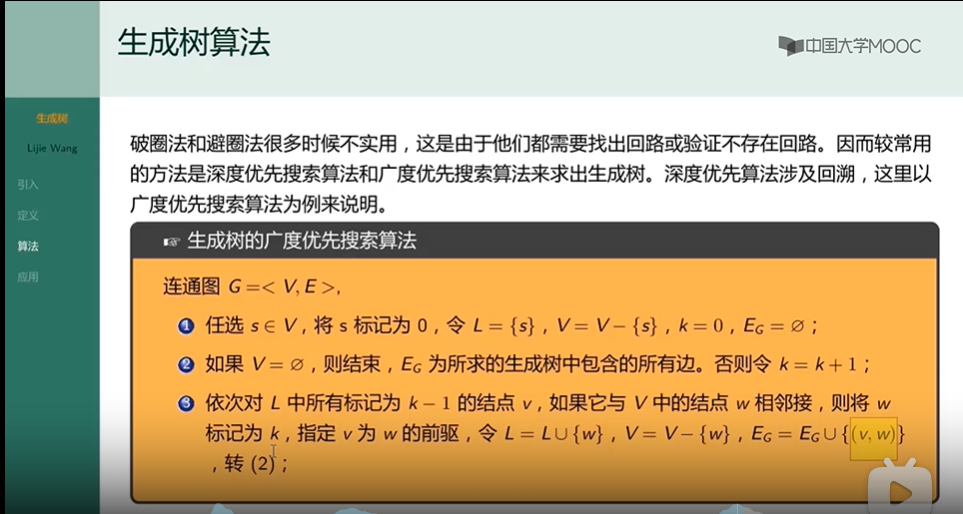 生成树算法
中国大学MOOC
生成树
Lijie Wang
引入
定义
算法
应用
破圈法和避圈法很多时候不实用，这是由于他们都需要找出回路或验证不存在回路。因而较常用
的方法是深度优先搜索算法和广度优先搜索算法来求出生成树。深度优先算法涉及回溯，这里以
广度优先搜索算法为例来说明。
☞ 生成树的广度优先搜索算法
连通图 G =< V, E >,
1 任选 s ∈ V，将 s 标记为 0，令 L = {s}，V = V − {s}，k = 0，E_G = ∅；
2 如果 V = ∅，则结束，E_G 为所求的生成树中包含的所有边。否则令 k = k + 1；
3 依次对 L 中所有标记为 k − 1 的结点 v，如果它与 V 中的结点 w 相邻接，则将 w
标记为 k，指定 v 为 w 的前驱，令 L = L ∪ {w}，V = V − {w}，E_G = E_G ∪ {(v, w)}
，转 (2)；